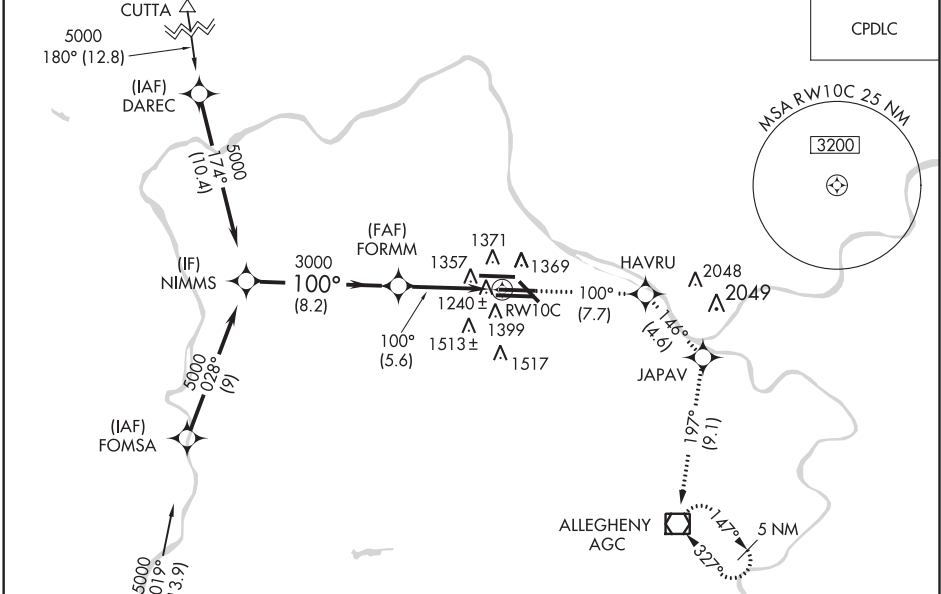 CUTTA
5000
180° (12.8)
(IAF)
DAREC
5000
174°
(10.4)
CPDLC
MSA RW10C 25 NM
3200
(IF)
NIMMS
3000
100°
(8.2)
(FAF)
FORMM
100°
(5.6)
1371
1357
1369
1240 ±
RW10C
1399
1513 ±
1517
100°
(7.7)
HAVRU
2048
2049
146°
(4.6)
JAPAV
5000
028°
(9)
(IAF)
FOMSA
197°
(9.1)
ALLEGHENY
AGC
147°
5 NM
327°
5000
019°